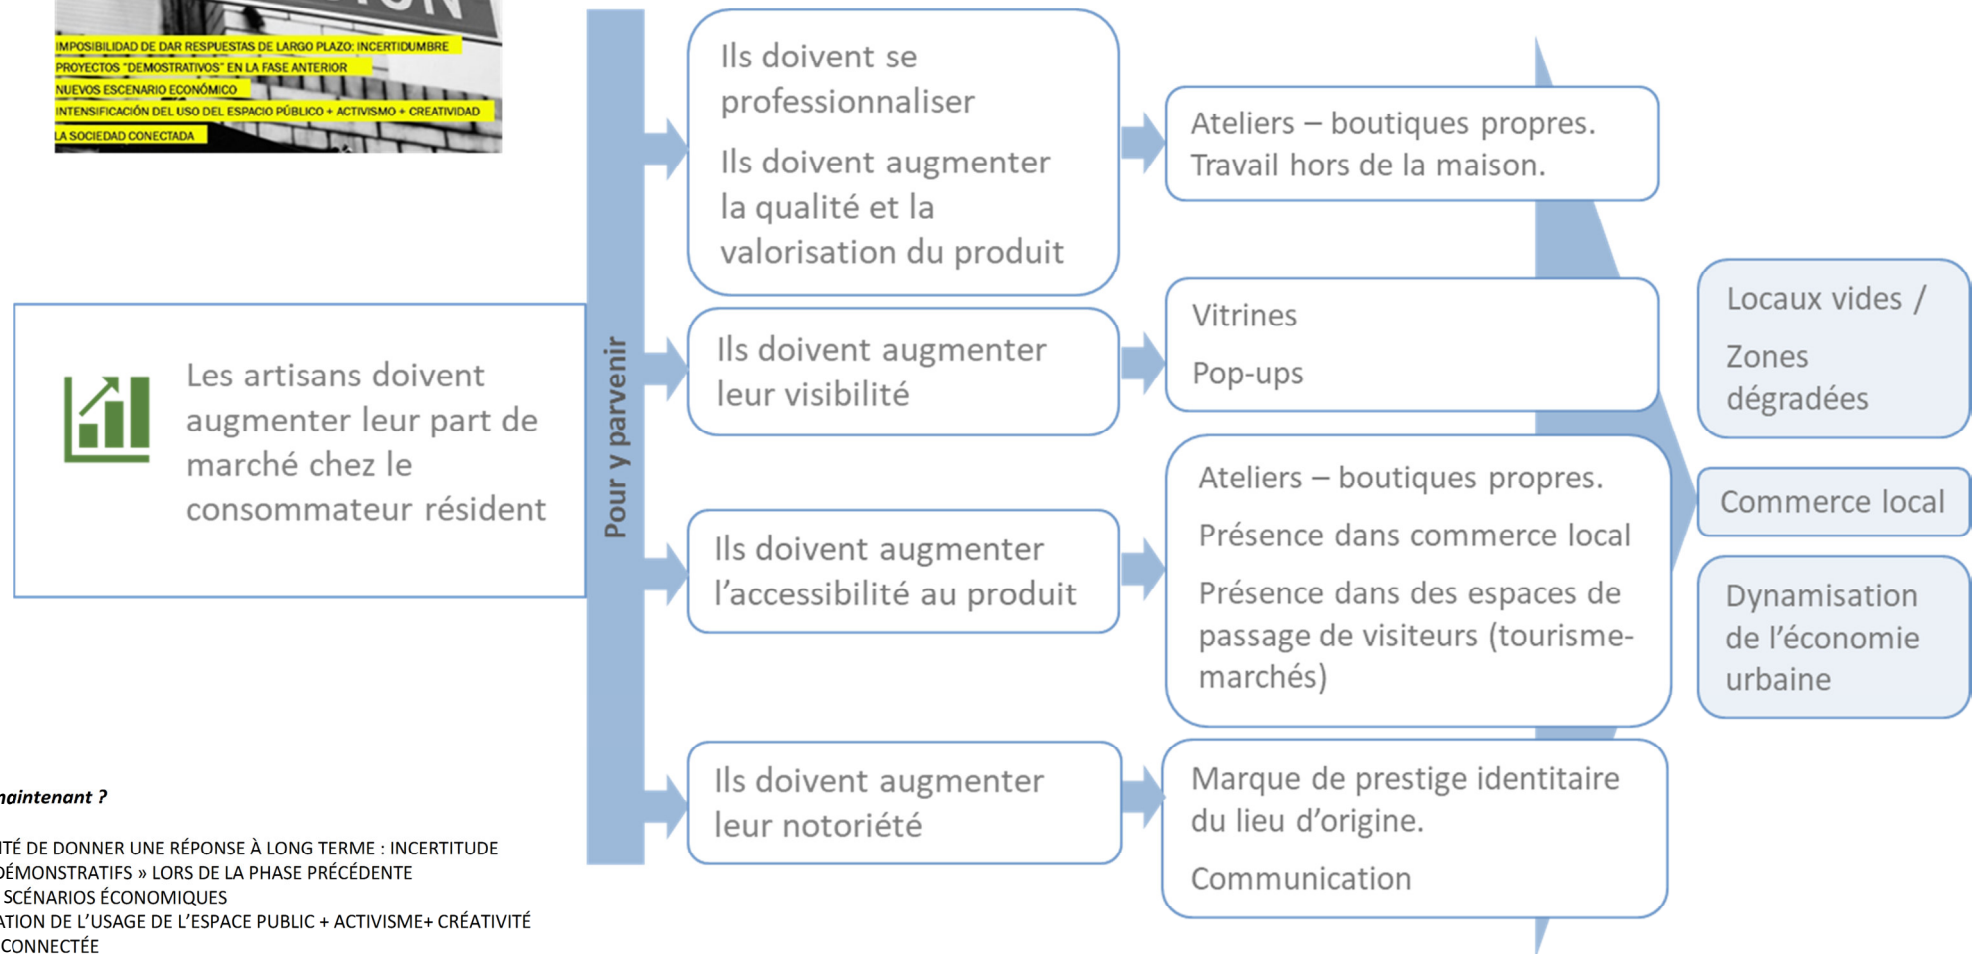 IMPOSIBILIDAD DE DAR RESPUESTAS DE LARGO PLAZO: INCERTIDUMBRE
PROYECTOS "DEMOSTRATIVOS" EN LA FASE ANTERIOR
NUEVOS ESCENARIO ECONÓMICO
INTENSIFICACIÓN DEL USO DEL ESPACIO PÚBLICO + ACTIVISMO + CREATIVIDAD
LA SOCIEDAD CONECTADA
Les artisans doivent
augmenter leur part de
marché chez le
consommateur résident
Pour y parvenir
Ils doivent se
professionnaliser
Ils doivent augmenter
la qualité et la
valorisation du produit
Ateliers – boutiques propres.
Travail hors de la maison.
Ils doivent augmenter
leur visibilité
Vitrines
Pop-ups
Ils doivent augmenter
l'accessibilité au produit
Ateliers – boutiques propres.
Présence dans commerce local
Présence dans des espaces de
passage de visiteurs (tourisme-
marchés)
Ils doivent augmenter
leur notoriété
Marque de prestige identitaire
du lieu d'origine.
Communication
Locaux vides /
Zones
dégradées
Commerce local
Dynamisation
de l'économie
urbaine
maintenant ?
ITÉ DE DONNER UNE RÉPONSE À LONG TERME : INCERTITUDE
DÉMONSTRATIFS » LORS DE LA PHASE PRÉCÉDENTE
SCÉNARIOS ÉCONOMIQUES
ATION DE L'USAGE DE L'ESPACE PUBLIC + ACTIVISME+ CRÉATIVITÉ
CONNECTÉE